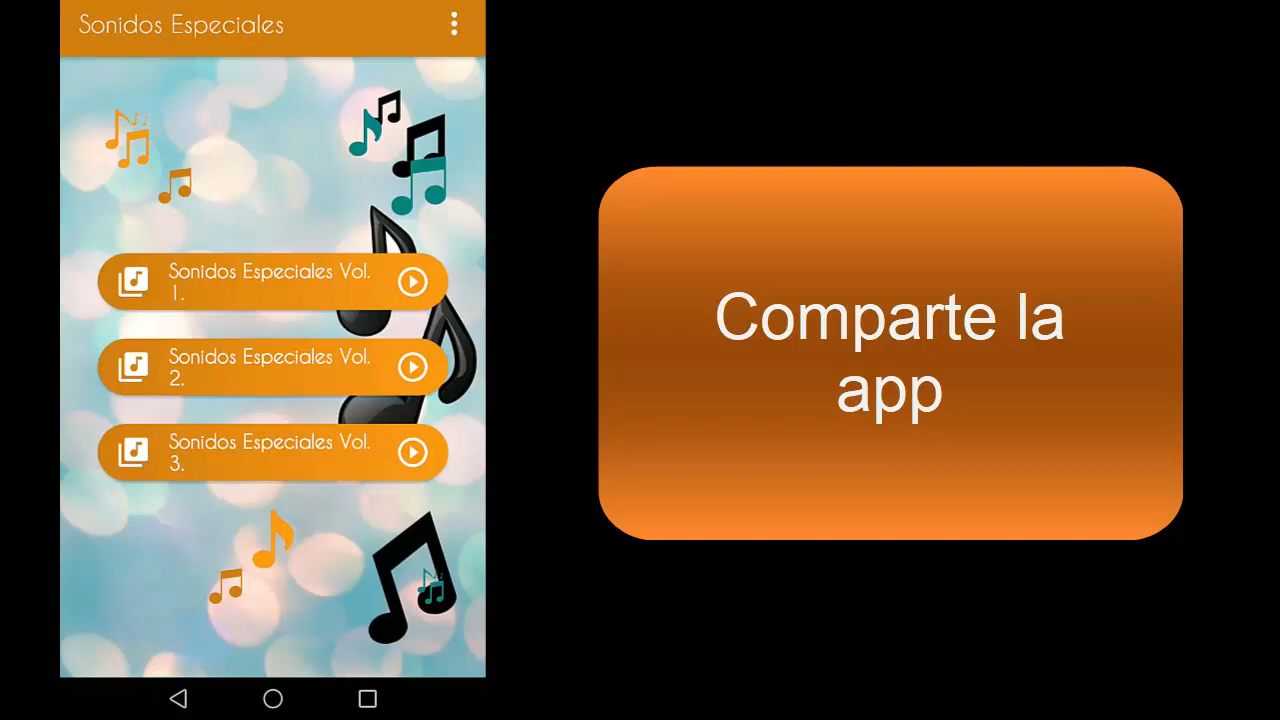 Sonidos Especiales
Sonidos Especiales Vol.
1.
Sonidos Especiales Vol.
2.
Sonidos Especiales Vol.
3.
Comparte la
app